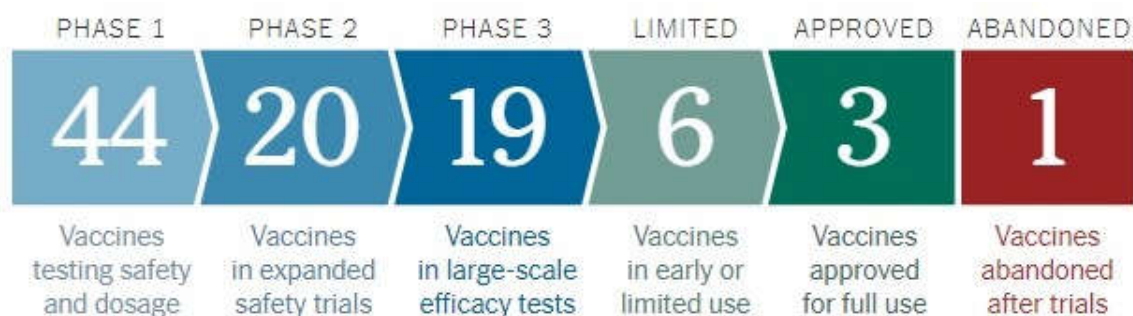 PHASE 1 PHASE 2 PHASE 3 LIMITED APPROVED ABANDONED
44 20 19 6 3 1
Vaccines Vaccines Vaccines Vaccines Vaccines Vaccines
testing safety in expanded in large-scale in early or approved abandoned
and dosage safety trials efficacy tests limited use for full use after trials